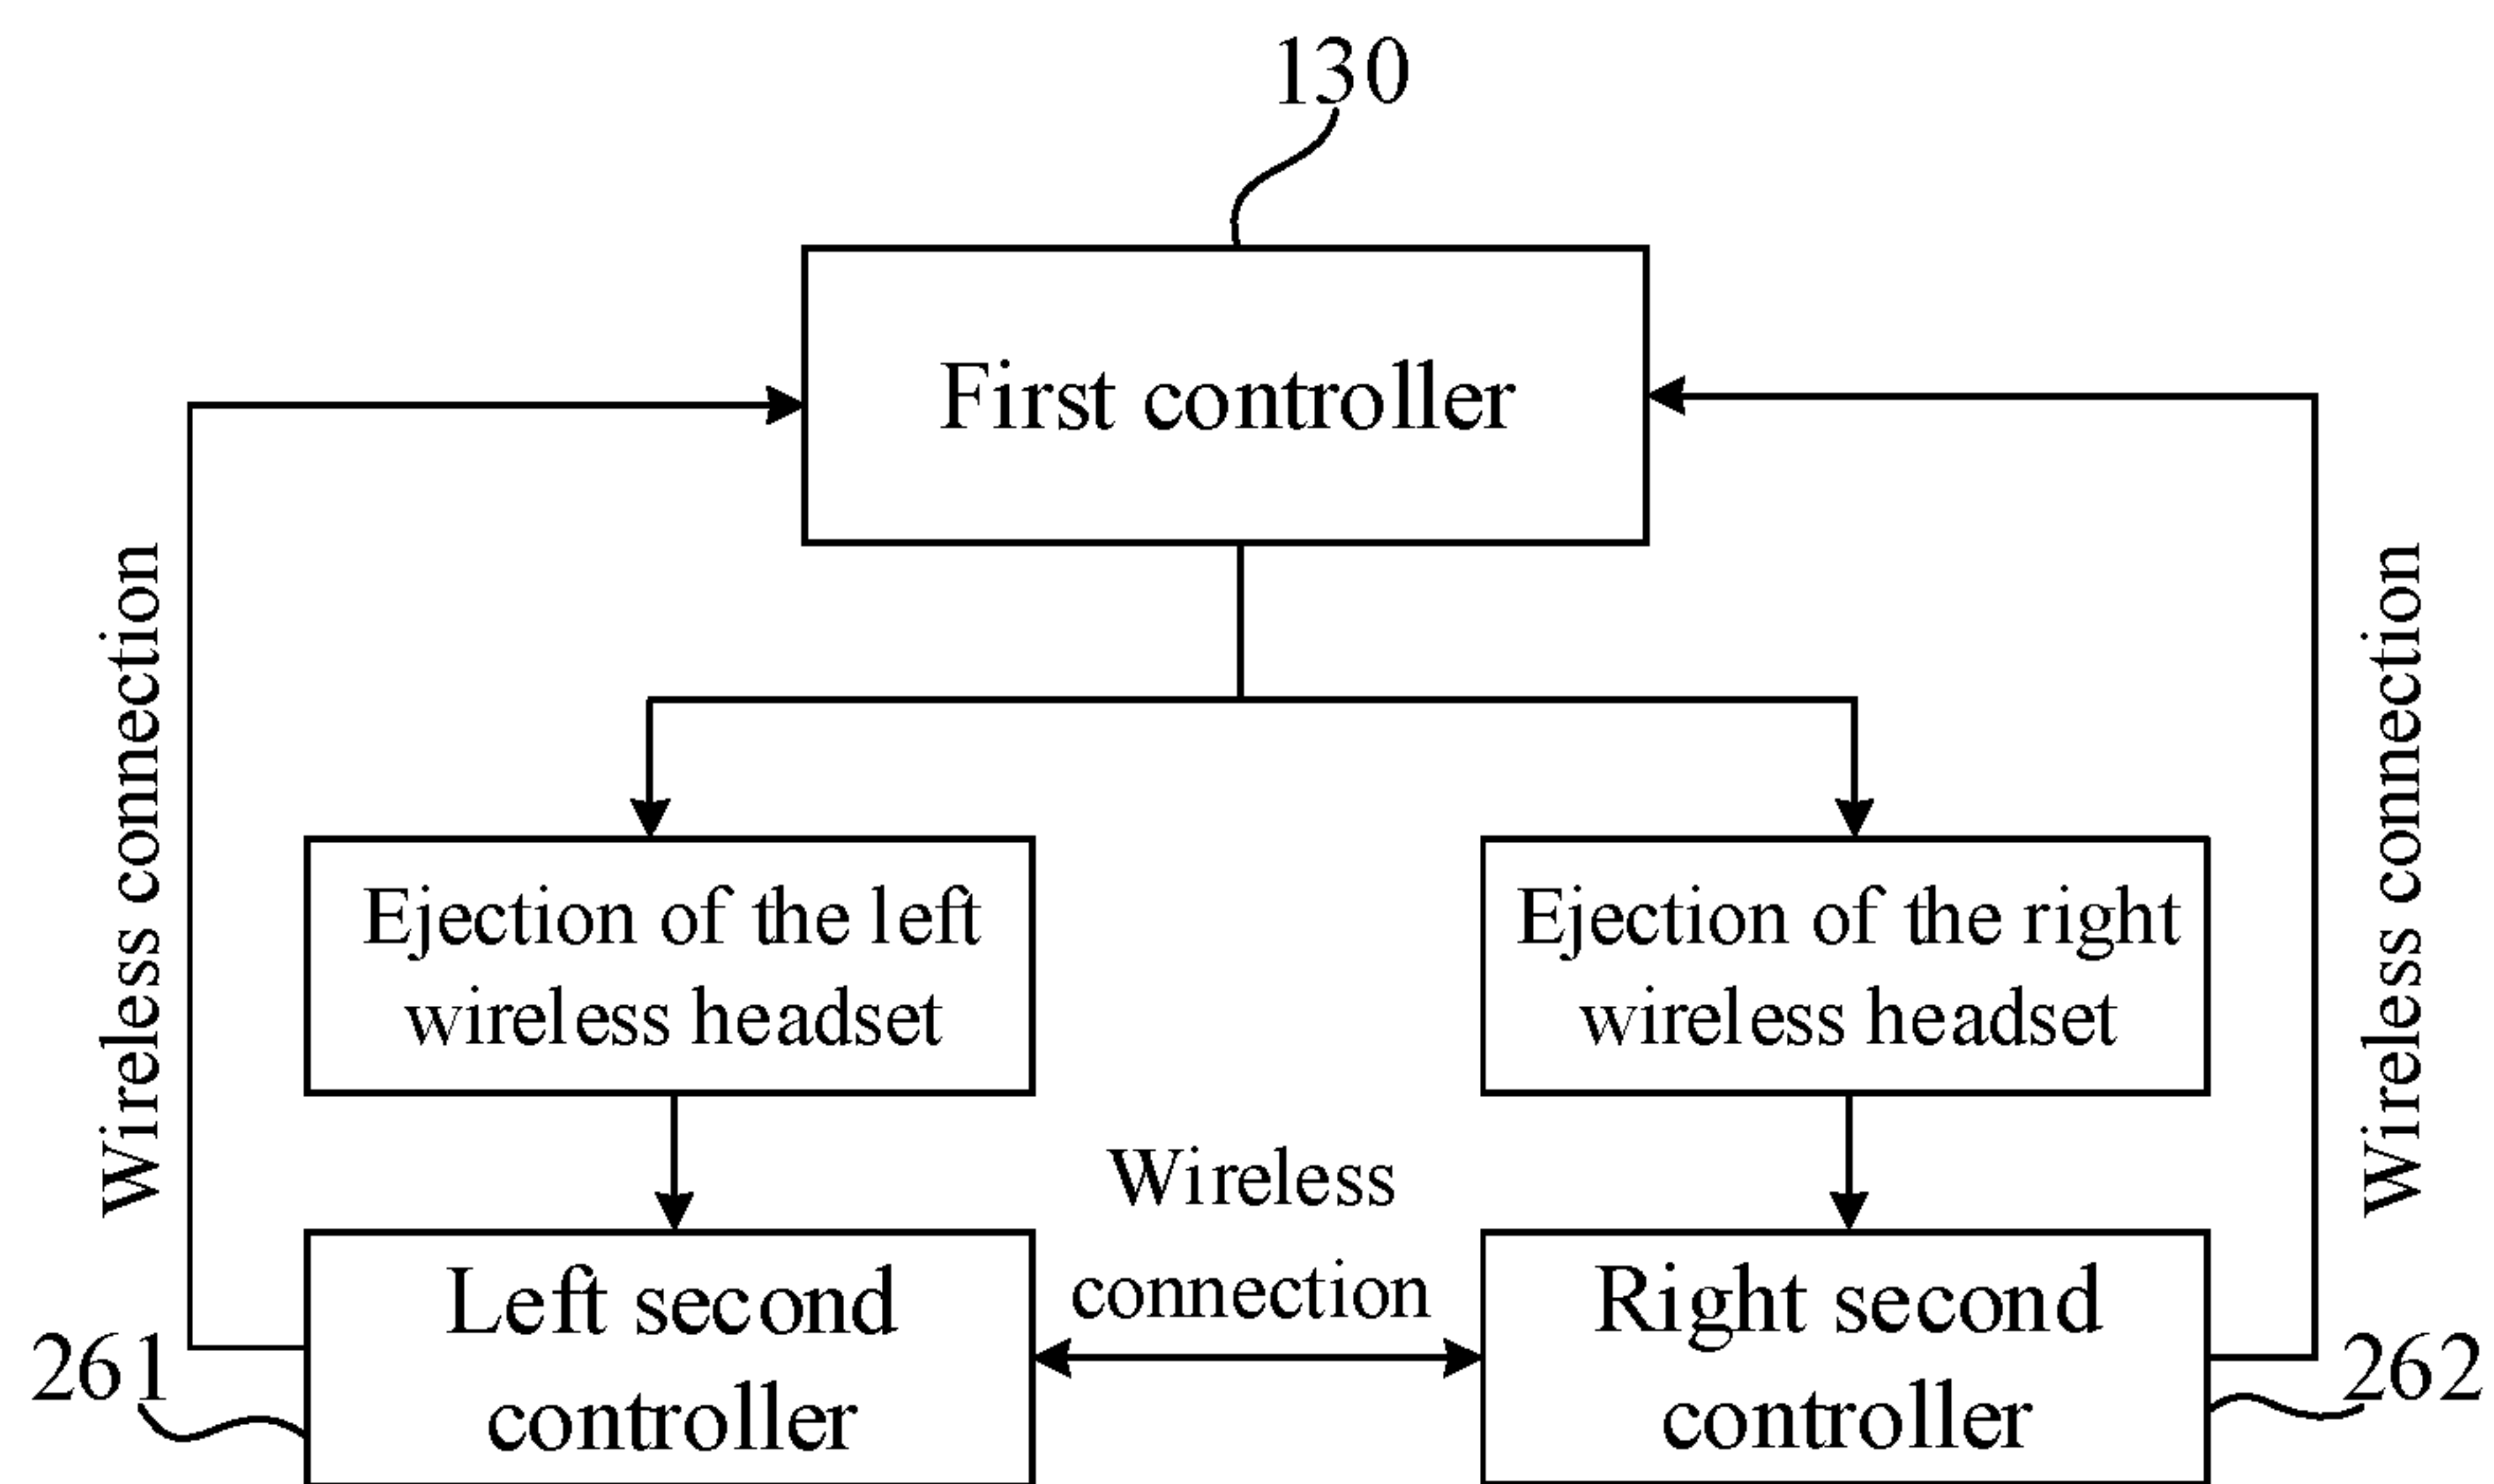 130
First controller
Wireless connection
Wireless connection
Ejection of the left
wireless headset
Ejection of the right
wireless headset
Wireless
connection
Left second
controller
Right second
controller
261
262